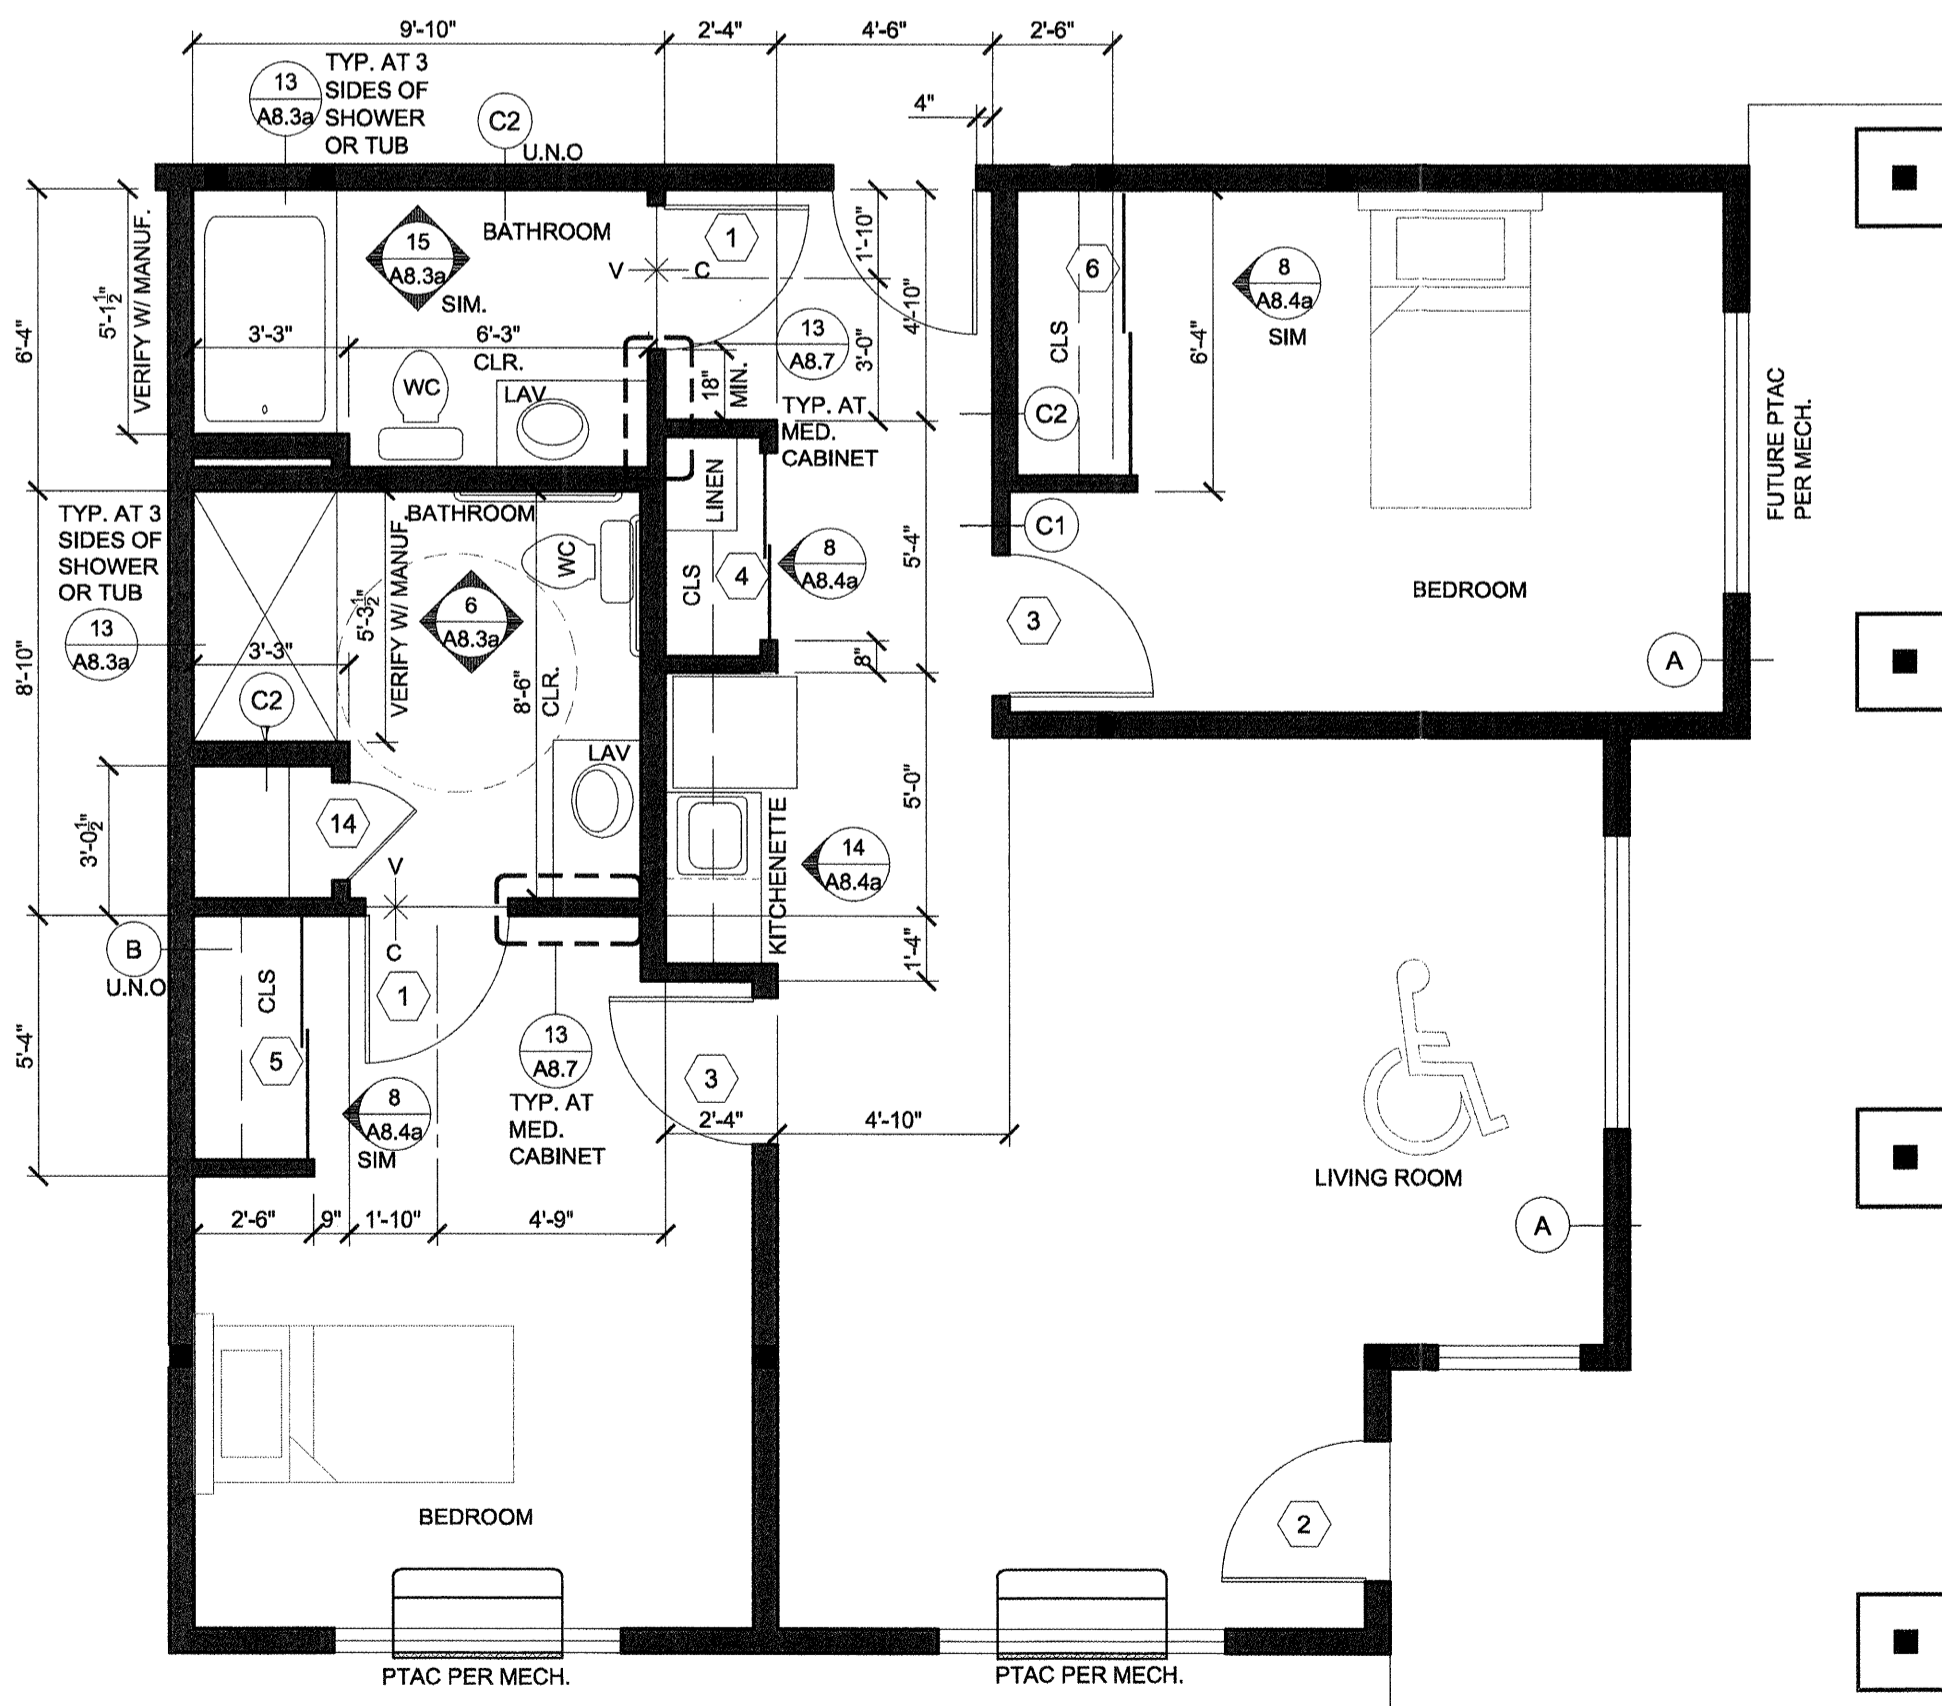 9'-10"
2'-4"
4'-6"
2'-6"
4"
13
A8.3a
TYP. AT 3
SIDES OF
SHOWER
OR TUB
C2
U.N.O
BATHROOM
15
A8.3a
SIM.
V
C
1
1'-10"
4'-10"
3'-0"
6'-4"
5'-1½"
VERIFY W/ MANUF.
3'-3"
6'-3"
CLR.
WC
LAV
18"
MIN.
13
A8.7
TYP. AT
MED.
CABINET
6
CLS
C2
6'-4"
8
A8.4a
SIM
FUTURE PTAC
PER MECH.
C1
BEDROOM
3
A
TYP. AT 3
SIDES OF
SHOWER
OR TUB
13
A8.3a
8'-10"
3'-3"
C2
5'-3½"
VERIFY W/ MANUF.
BATHROOM
6
A8.3a
8'-6"
CLR.
WC
LINEN
CLS
4
8
A8.4a
5'-4"
8"
LAV
5'-0"
KITCHENETTE
14
A8.4a
3'-0½"
14
V
C
1
B
U.N.O
CLS
5
5'-4"
8
A8.4a
SIM
13
A8.7
TYP. AT
MED.
CABINET
1'-4"
3
2'-4"
4'-10"
LIVING ROOM
A
2'-6"
9"
1'-10"
4'-9"
BEDROOM
2
PTAC PER MECH.
PTAC PER MECH.